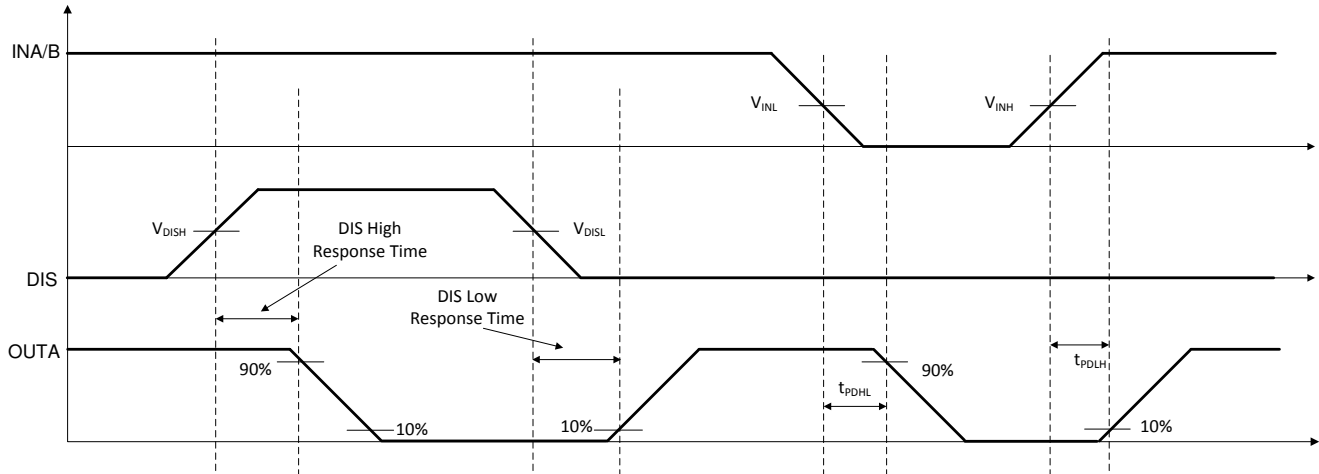 INA/B
V_INL
V_INH
V_DISH
DIS High
Response Time
V_DISL
DIS
DIS Low
Response Time
OUTA
90%
10%
10%
t_PDHL
90%
t_PDLH
10%